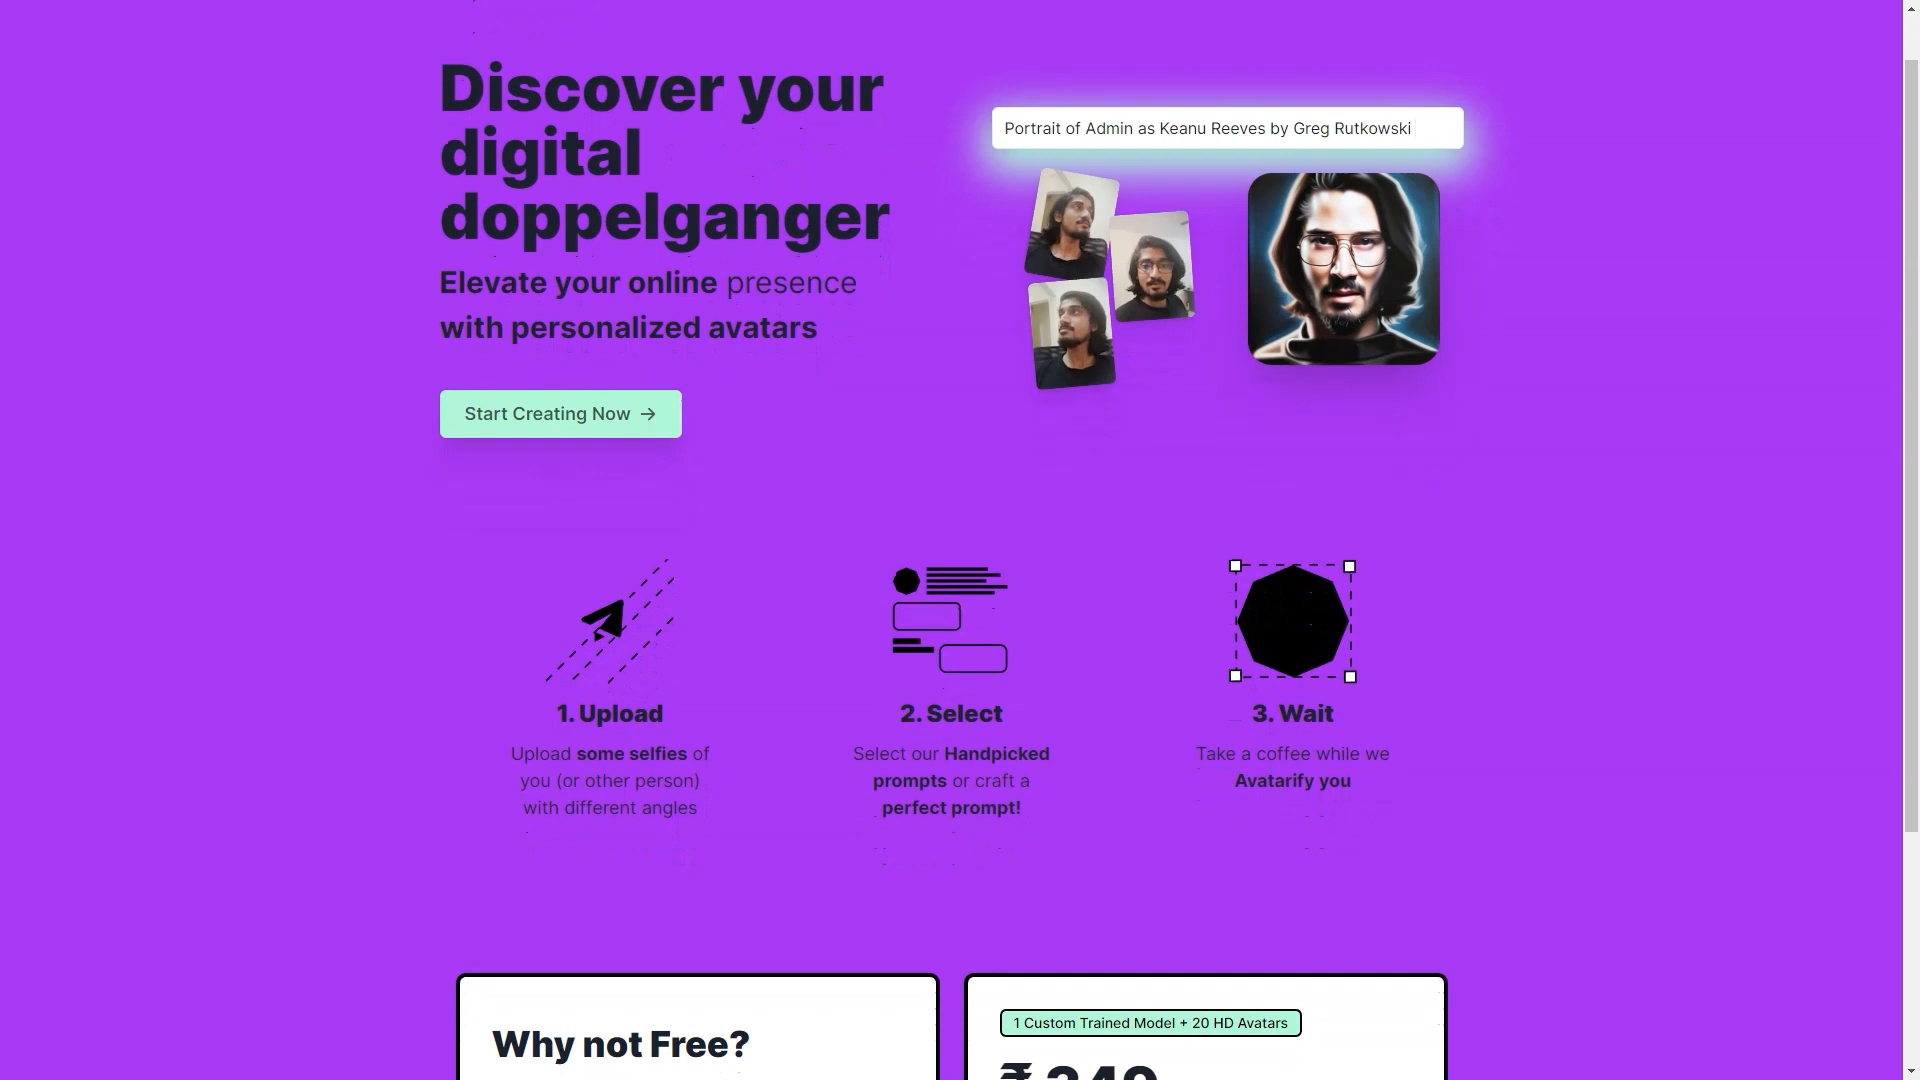 Discover your
digital
doppelganger
Elevate your online presence
with personalized avatars
Start Creating Now →
Portrait of Admin as Keanu Reeves by Greg Rutkowski
1. Upload
Upload some selfies of
you (or other person)
with different angles
2. Select
Select our Handpicked
prompts or craft a
perfect prompt!
3. Wait
Take a coffee while we
Avatarify you
Why not Free?
1 Custom Trained Model + 20 HD Avatars